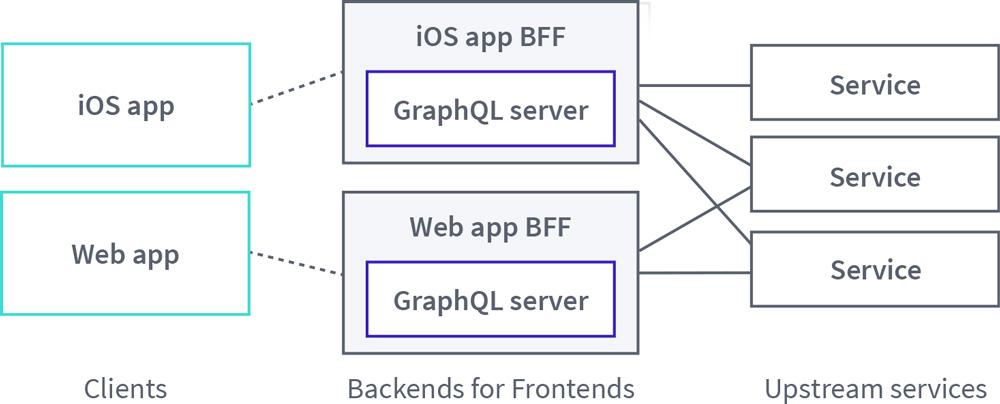 iOS app BFF
iOS app
GraphQL server
Service
Service
Web app BFF
Web app
GraphQL server
Service
Clients
Backends for Frontends
Upstream services